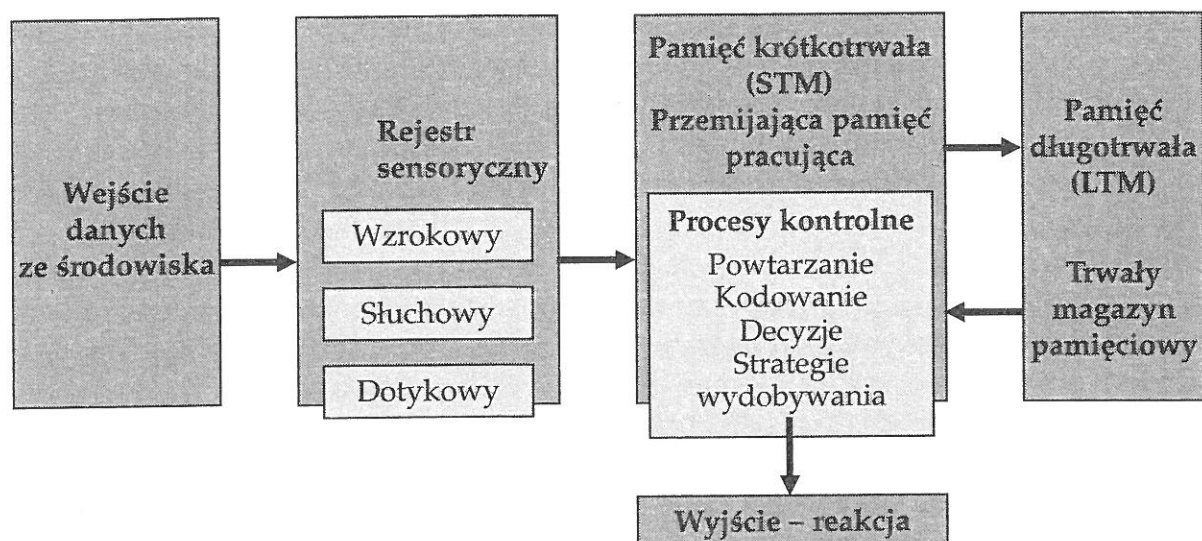 Wejście
danych
ze środowiska
Rejestr
sensoryczny
Wzrokowy
Słuchowy
Dotykowy
Pamięć krótkotrwała
(STM)
Przemijająca pamięć
pracująca
Procesy kontrolne
Powtarzanie
Kodowanie
Decyzje
Strategie
wydobywania
Pamięć
długotrwała
(LTM)
Trwały
magazyn
pamięciowy
Wyjście – reakcja